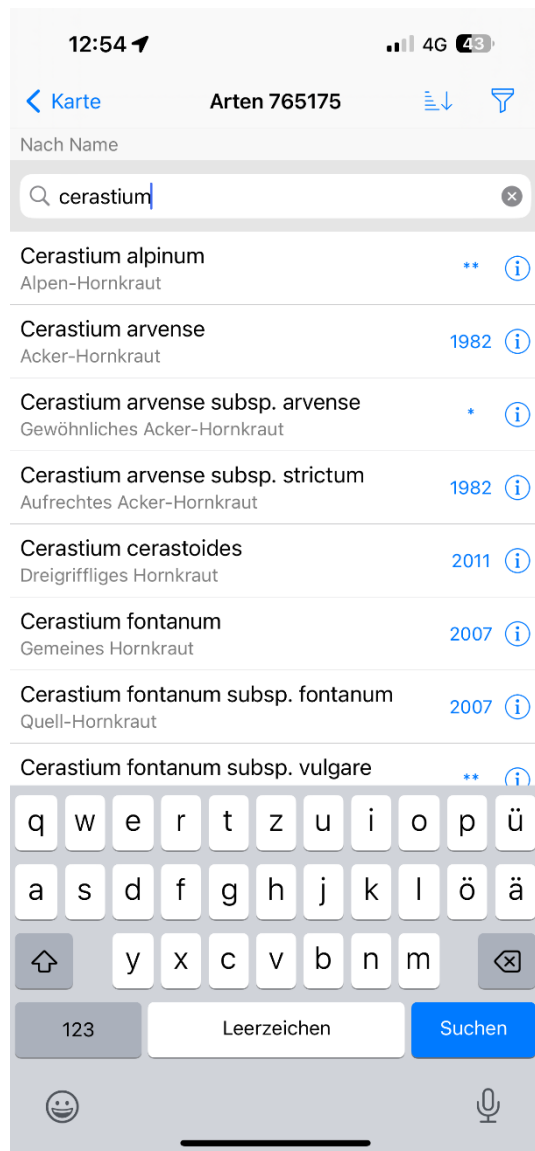 12:54
4G 43
Karte
Arten 765175
Nach Name
cerastium
Cerastium alpinum
**
Alpen-Hornkraut
Cerastium arvense
1982
Acker-Hornkraut
Cerastium arvense subsp. arvense
*
Gewöhnliches Acker-Hornkraut
Cerastium arvense subsp. strictum
1982
Aufrechtes Acker-Hornkraut
Cerastium cerastoides
2011
Dreigriffliges Hornkraut
Cerastium fontanum
2007
Gemeines Hornkraut
Cerastium fontanum subsp. fontanum
2007
Quell-Hornkraut
Cerastium fontanum subsp. vulgare
**
q w e r t z u i o p ü
a s d f g h j k l ö ä
y x c v b n m
123 Leerzeichen Suchen